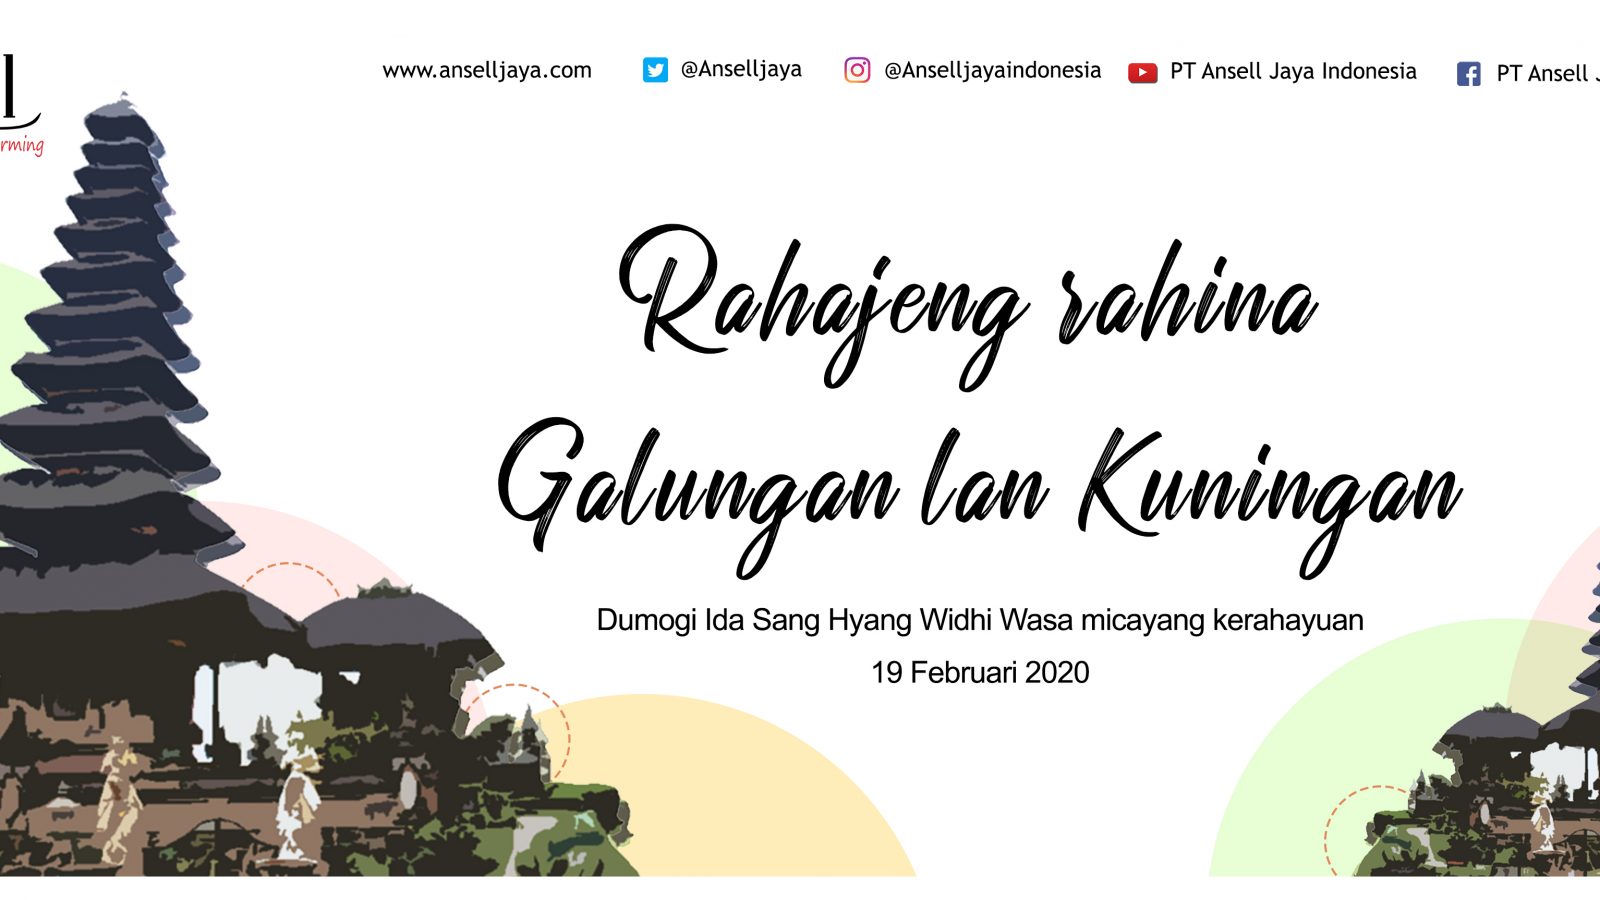 www.anselljaya.com @Anselljaya @Anselljayaindonesia PT Ansell Jaya Indonesia PT Ansell
Rahajeng rahina
Galungan lan Kuningan
Dumogi Ida Sang Hyang Widhi Wasa micayang kerahayuan
19 Februari 2020